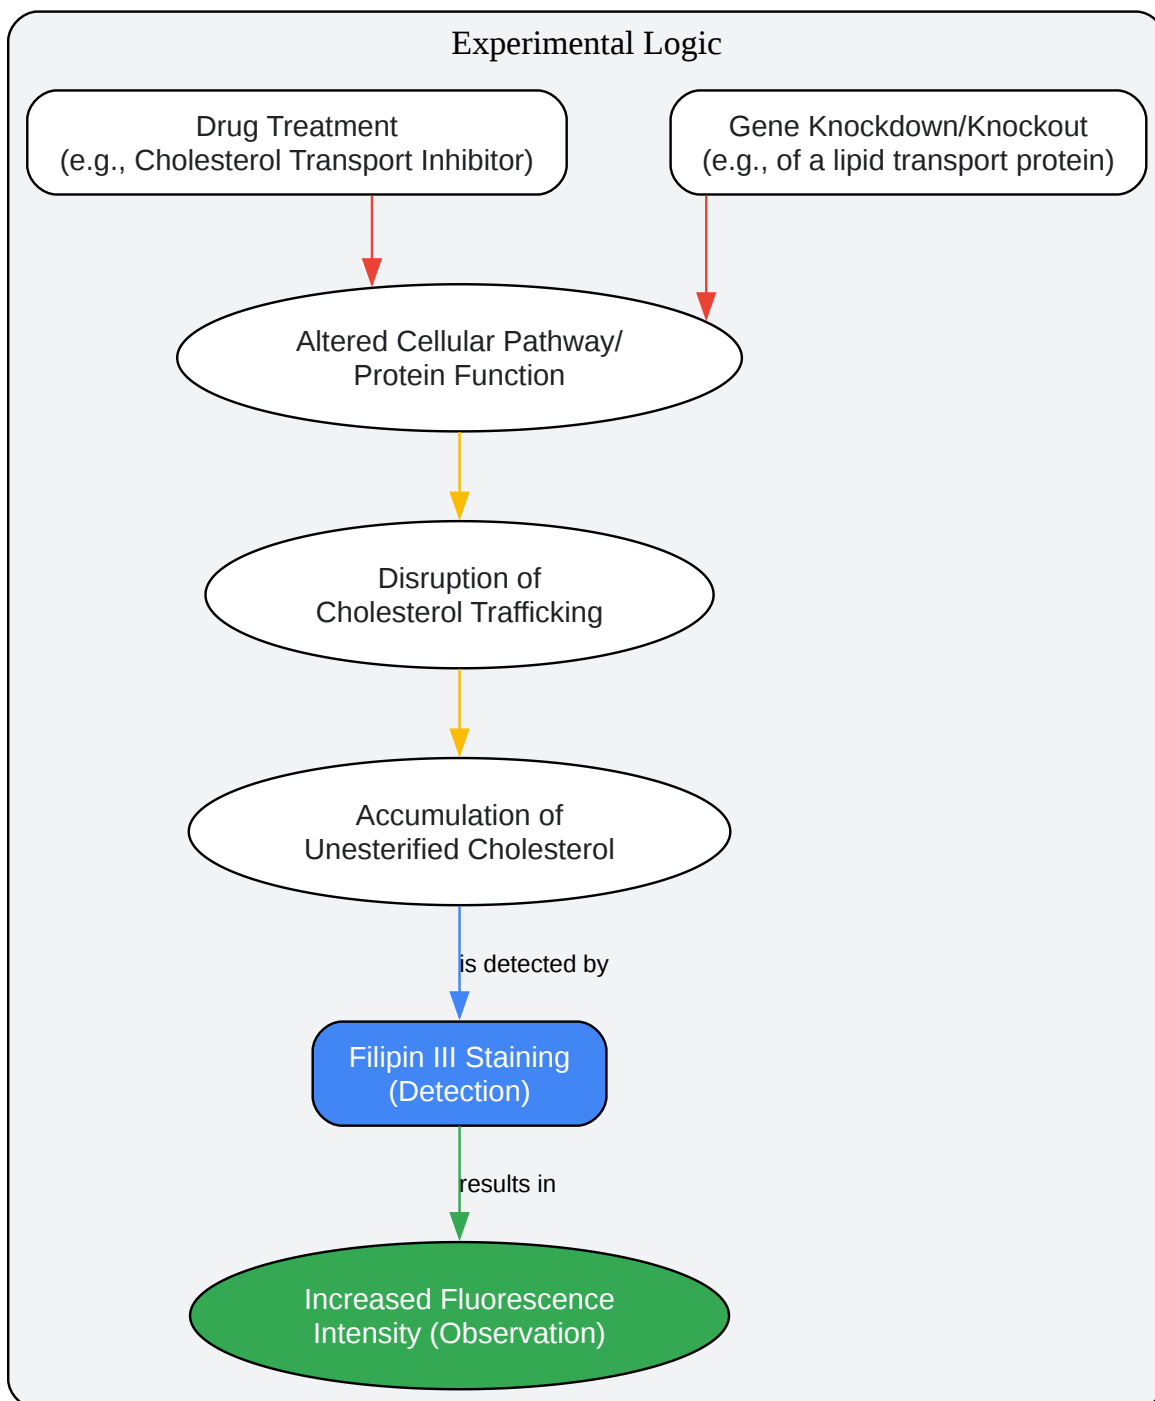 Experimental Logic
Drug Treatment
(e.g., Cholesterol Transport Inhibitor)
Gene Knockdown/Knockout
(e.g., of a lipid transport protein)
Altered Cellular Pathway/
Protein Function
Disruption of
Cholesterol Trafficking
Accumulation of
Unesterified Cholesterol
is detected by
Filipin III Staining
(Detection)
results in
Increased Fluorescence
Intensity (Observation)